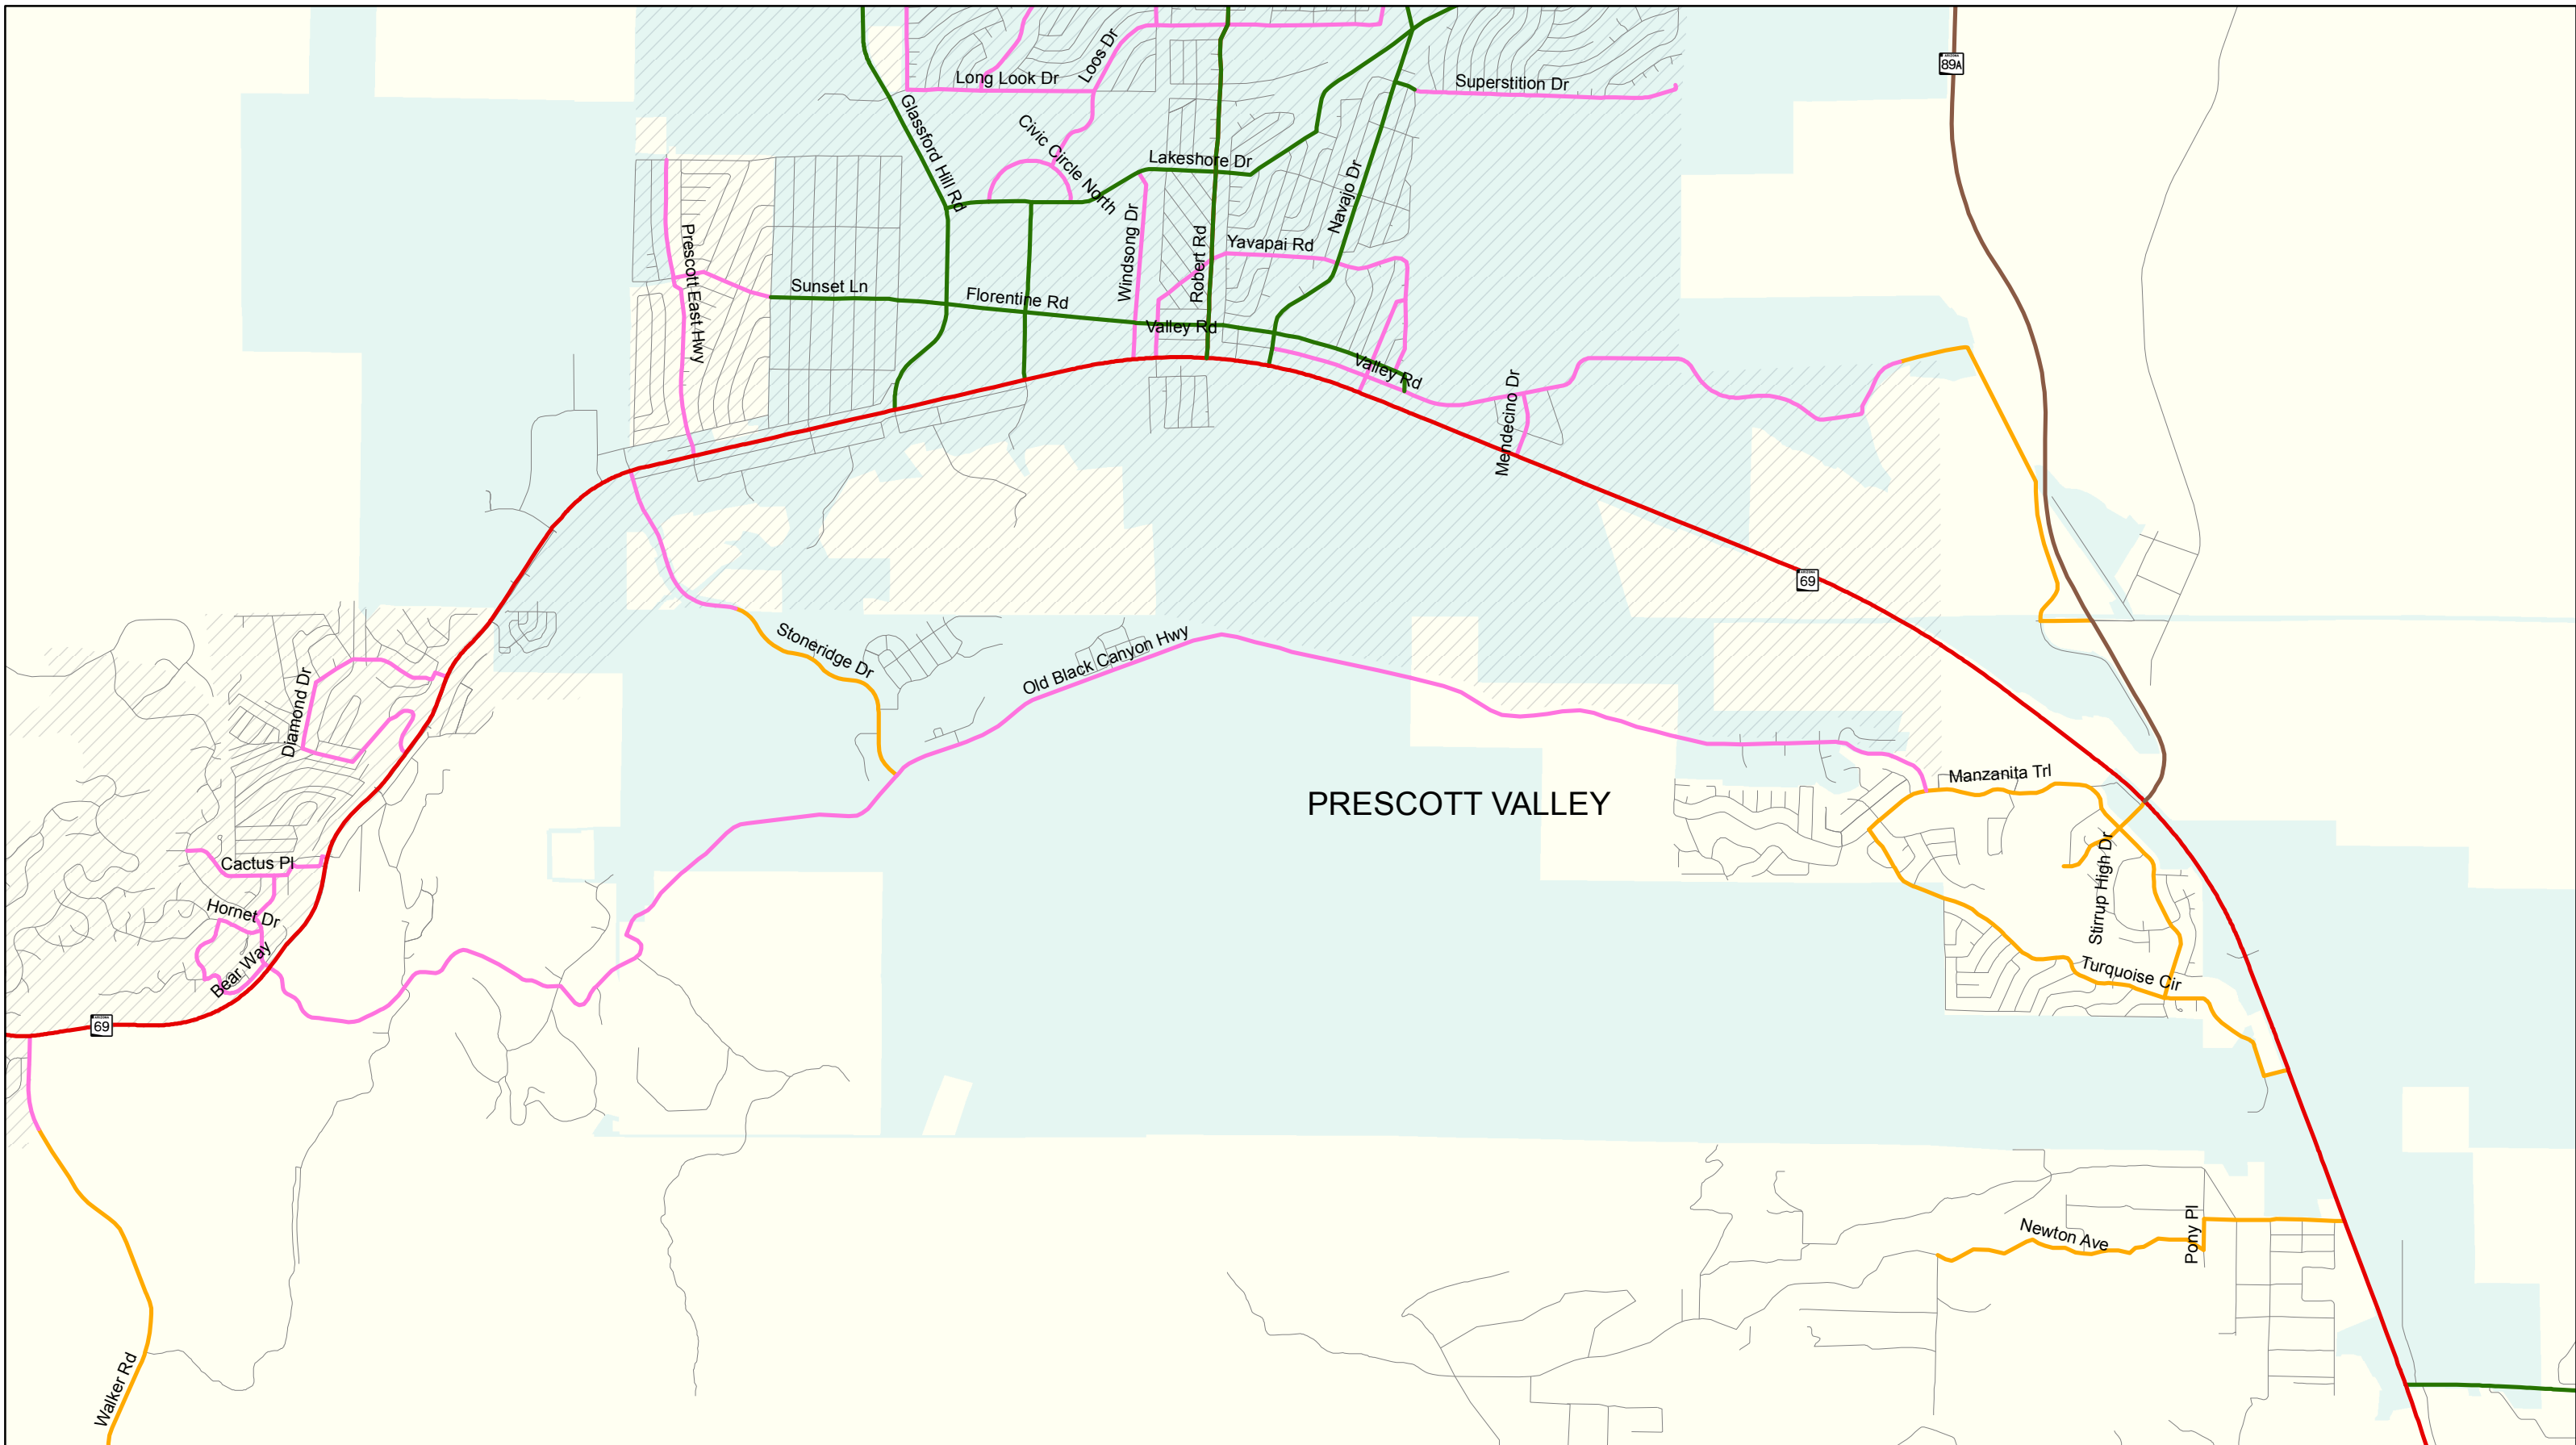 Loos Dr
89A
Long Look Dr
Superstition Dr
Glassford Hill Rd
Civic Circle North
Lakeshore Dr
Navajo Dr
Prescott East Hwy
Windsong Dr
Robert Rd
Yavapai Rd
Sunset Ln
Florentine Rd
Valley Rd
Valley Rd
Mendecino Dr
69
Stoneridge Dr
Old Black Canyon Hwy
Diamond Dr
PRESCOTT VALLEY
Manzanita Trl
Cactus Pl
Stirrup High Dr
Hornet Dr
Bear Way
Turquoise Cir
69
Newton Ave
Pony Pl
Walker Rd